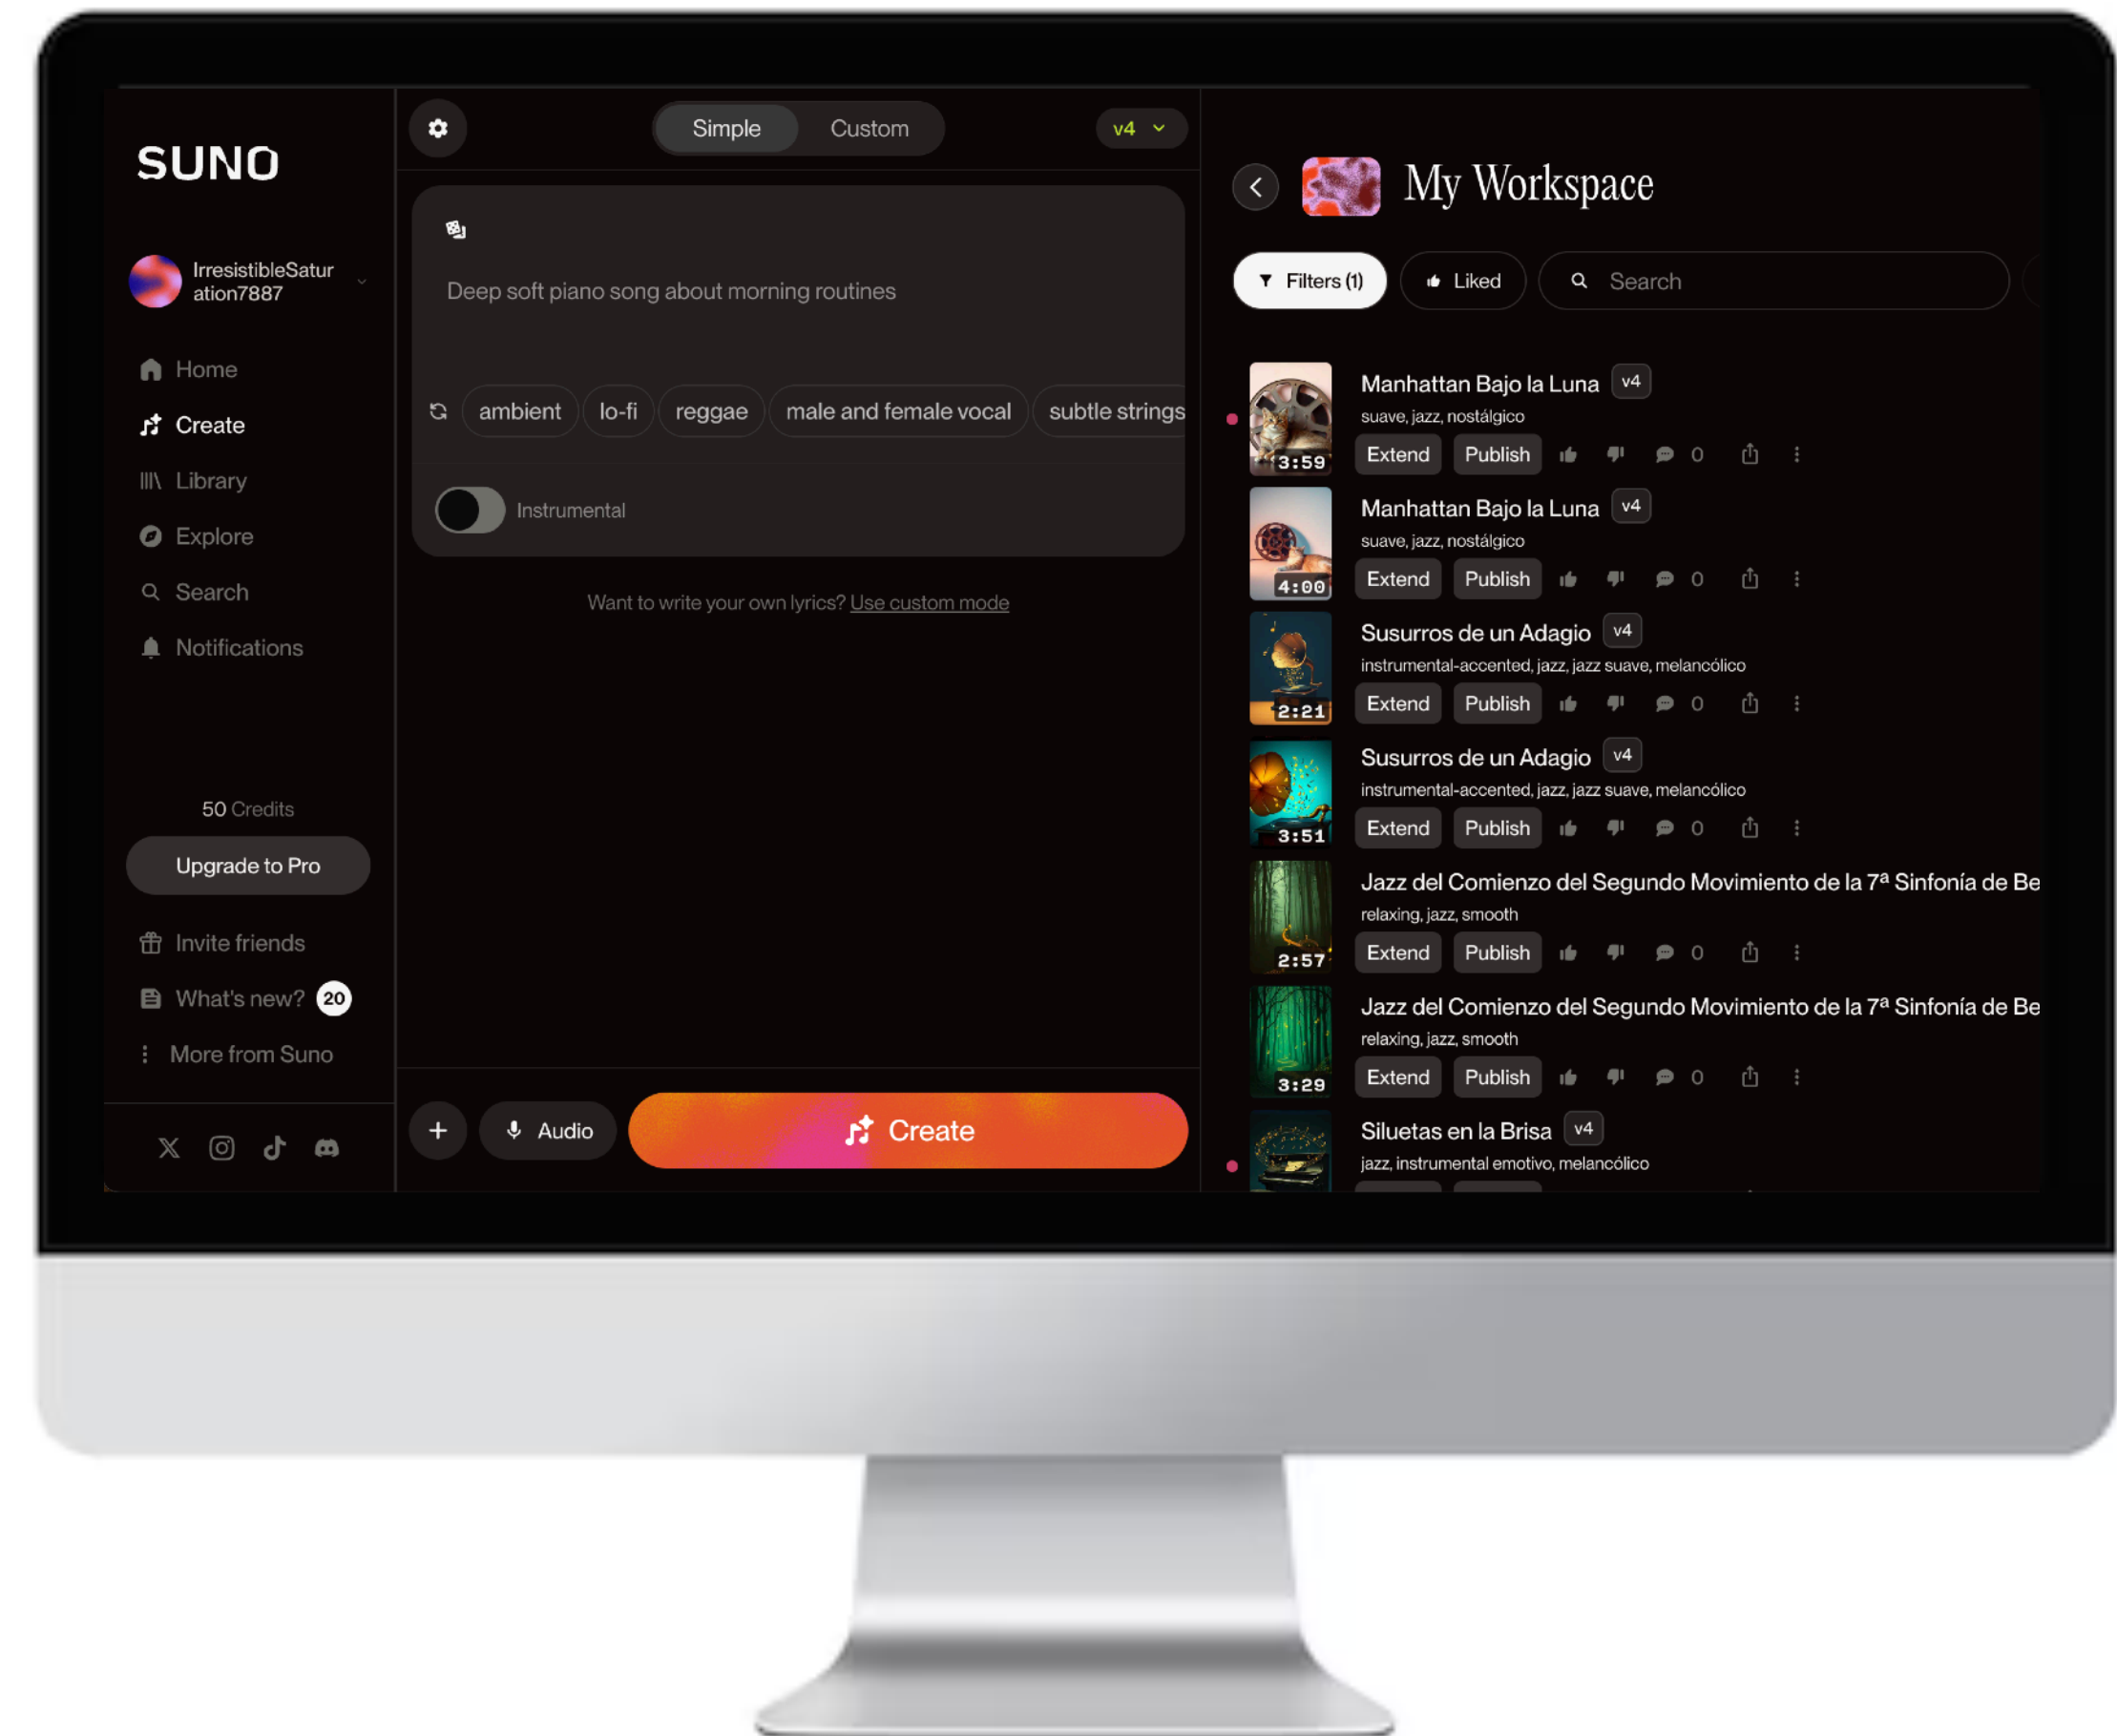 SUNO
IrresistibleSatur
ation7887
Home
Create
Library
Explore
Search
Notifications
50 Credits
Upgrade to Pro
Invite friends
What's new? 20
More from Suno
Simple Custom
v4
Deep soft piano song about morning routines
ambient lo-fi reggae male and female vocal subtle strings
Instrumental
Want to write your own lyrics? Use custom mode
+ Audio Create
My Workspace
Filters (1) Liked Search
Manhattan Bajo la Luna v4
suave, jazz, nostálgico
3:59 Extend Publish 0
Manhattan Bajo la Luna v4
suave, jazz, nostálgico
4:00 Extend Publish 0
Susurros de un Adagio v4
instrumental-accented, jazz, jazz suave, melancólico
2:21 Extend Publish 0
Susurros de un Adagio v4
instrumental-accented, jazz, jazz suave, melancólico
3:51 Extend Publish 0
Jazz del Comienzo del Segundo Movimiento de la 7ª Sinfonía de Be
relaxing, jazz, smooth
2:57 Extend Publish 0
Jazz del Comienzo del Segundo Movimiento de la 7ª Sinfonía de Be
relaxing, jazz, smooth
3:29 Extend Publish 0
Siluetas en la Brisa v4
jazz, instrumental emotivo, melancólico